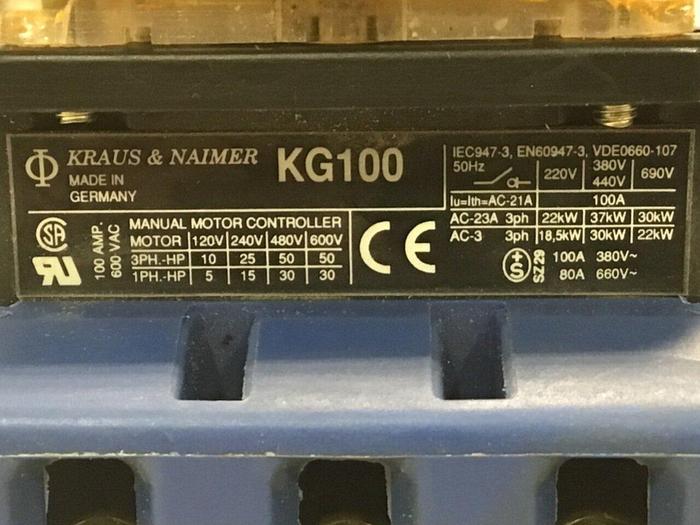 KRAUS & NAIMER KG100
MADE IN
GERMANY
100 AMP.
600 VAC
MANUAL MOTOR CONTROLLER
MOTOR 120V 240V 480V 600V
3PH.-HP 10 25 50 50
1PH.-HP 5 15 30 30
CE
IEC947-3, EN60947-3, VDE0660-107
50Hz 220V 380V 440V 690V
Iu=Ith=AC-21A 100A
AC-23A 3ph 22kW 37kW 30kW
AC-3 3ph 18,5kW 30kW 22kW
+S SZ29 100A 380V~
80A 660V~